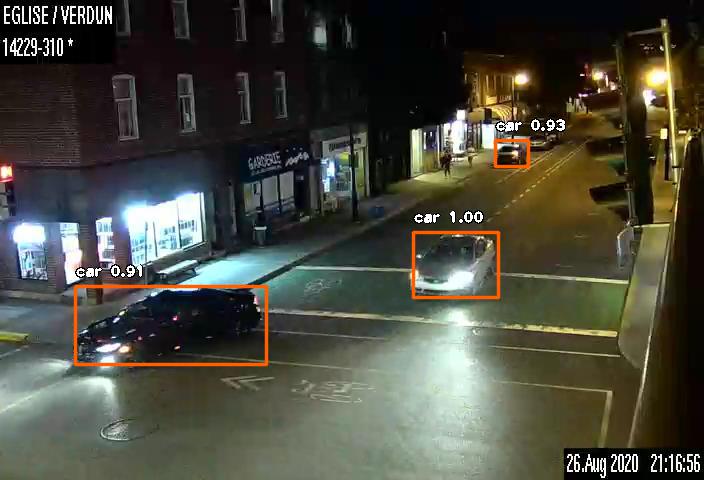 EGLISE / VERDUN
14229-310 *
car 0.93
GARDERIE
car 1.00
car 0.91
26.Aug 2020 21:16:56